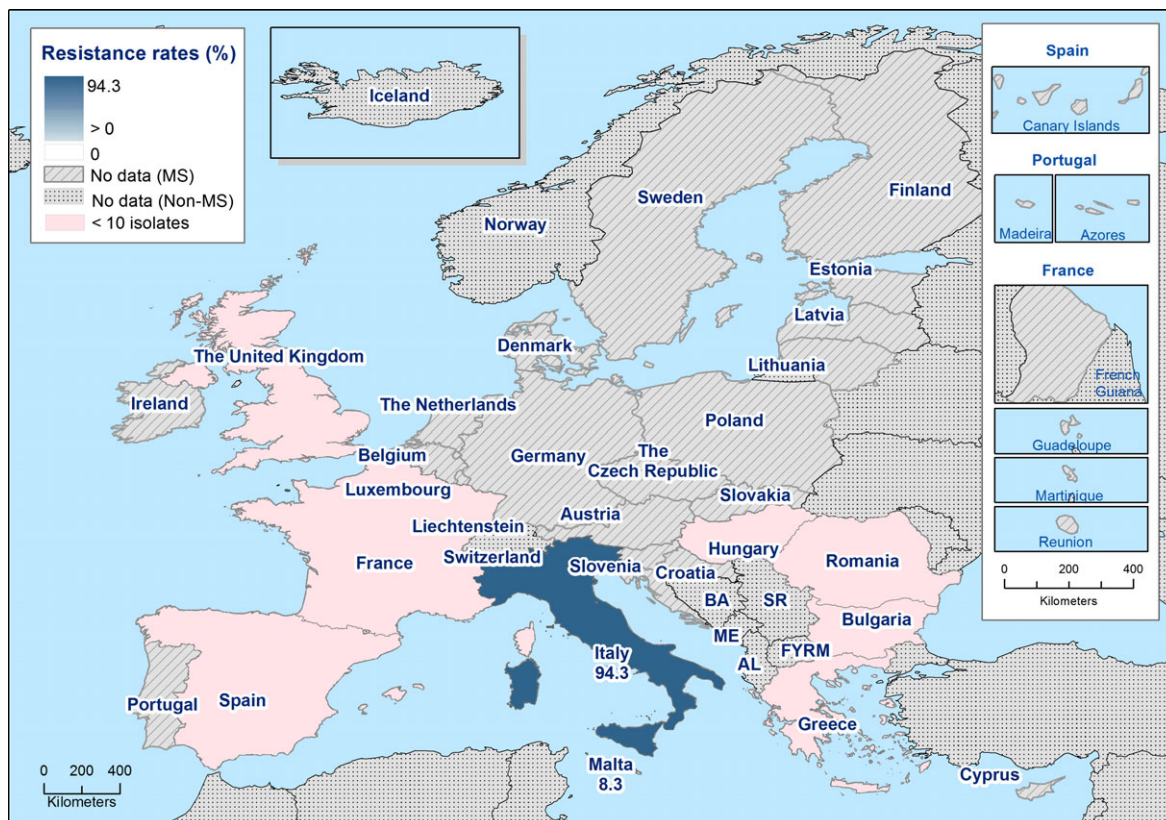 Resistance rates (%)
94.3
> 0
0
No data (MS)
No data (Non-MS)
< 10 isolates
Iceland
Norway
Sweden
Finland
Estonia
Latvia
Lithuania
Denmark
The United Kingdom
Ireland
The Netherlands
Belgium
Luxembourg
Germany
Poland
The
Czech Republic
Slovakia
Austria
Liechtenstein
Switzerland
France
Slovenia
Croatia
Hungary
Romania
BA
SR
Bulgaria
ME
FYRM
AL
Italy
94.3
Portugal
Spain
Greece
Malta
8.3
Cyprus
0 200 400
Kilometers
Spain
Canary Islands
Portugal
Madeira
Azores
France
French
Guiana
Guadeloupe
Martinique
Reunion
0 200 400
Kilometers